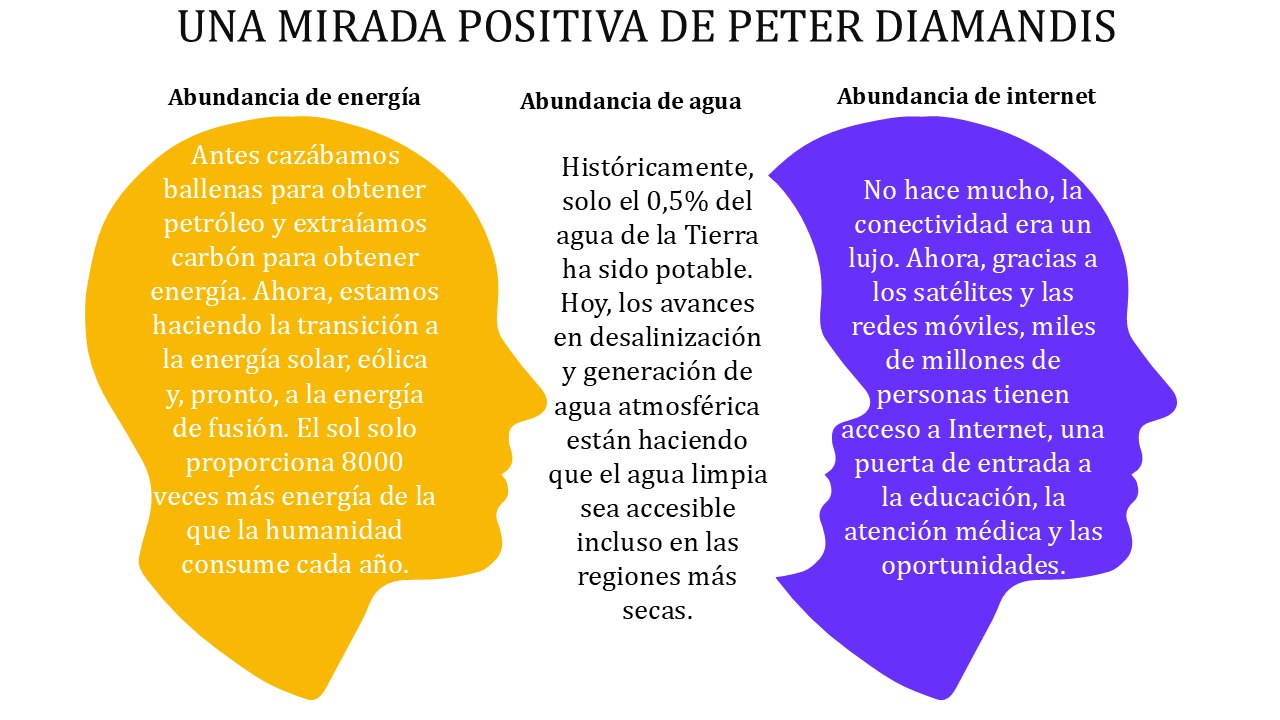 UNA MIRADA POSITIVA DE PETER DIAMANDIS
Abundancia de energía
Antes cazábamos
ballenas para obtener
petróleo y extraíamos
carbón para obtener
energía. Ahora, estamos
haciendo la transición a
la energía solar, eólica
y, pronto, a la energía
de fusión. El sol solo
proporciona 8000
veces más energía de la
que la humanidad
consume cada año.
Abundancia de agua
Históricamente,
solo el 0,5% del
agua de la Tierra
ha sido potable.
Hoy, los avances
en desalinización
y generación de
agua atmosférica
están haciendo
que el agua limpia
sea accesible
incluso en las
regiones más
secas.
Abundancia de internet
No hace mucho, la
conectividad era un
lujo. Ahora, gracias a
los satélites y las
redes móviles, miles
de millones de
personas tienen
acceso a Internet, una
puerta de entrada a
la educación, la
atención médica y las
oportunidades.